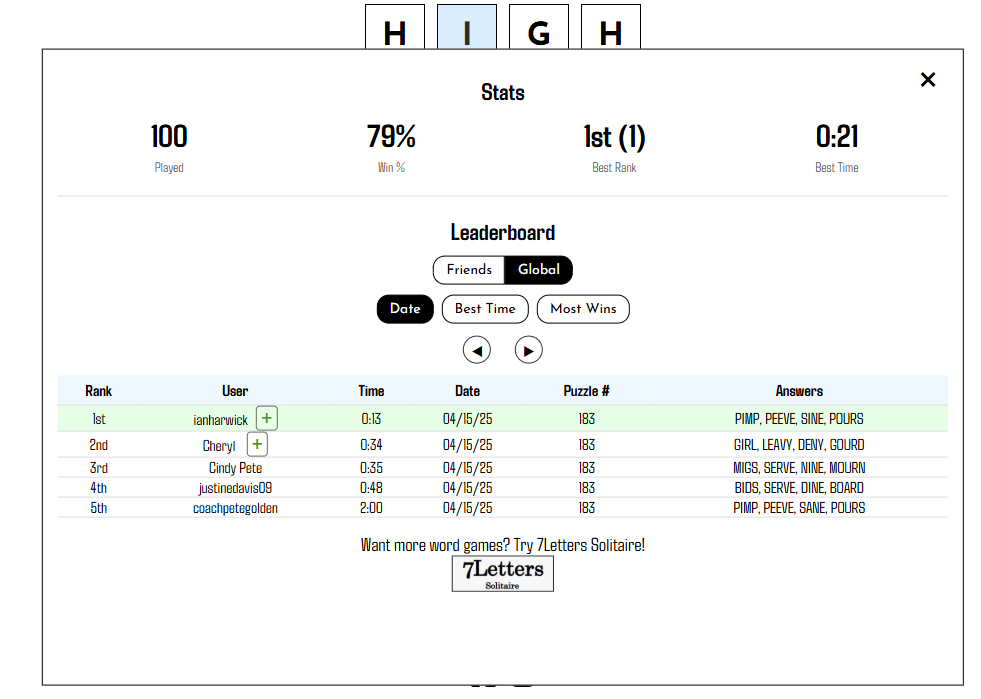 H I G H
×
Stats
100 79% 1st (1) 0:21
Played Win % Best Rank Best Time
Leaderboard
Friends Global
Date Best Time Most Wins
◀ ▶
Rank User Time Date Puzzle # Answers
1st ianharwick + 0:13 04/15/25 183 PIMP, PEEVE, SINE, POURS
2nd Cheryl + 0:34 04/15/25 183 GIRL, LEAVY, DENY, GOURD
3rd Cindy Pete 0:35 04/15/25 183 MIGS, SERVE, NINE, MOURN
4th justinedavis09 0:48 04/15/25 183 BIDS, SERVE, DINE, BOARD
5th coachpetegolden 2:00 04/15/25 183 PIMP, PEEVE, SANE, POURS
Want more word games? Try 7Letters Solitaire!
7Letters
Solitaire